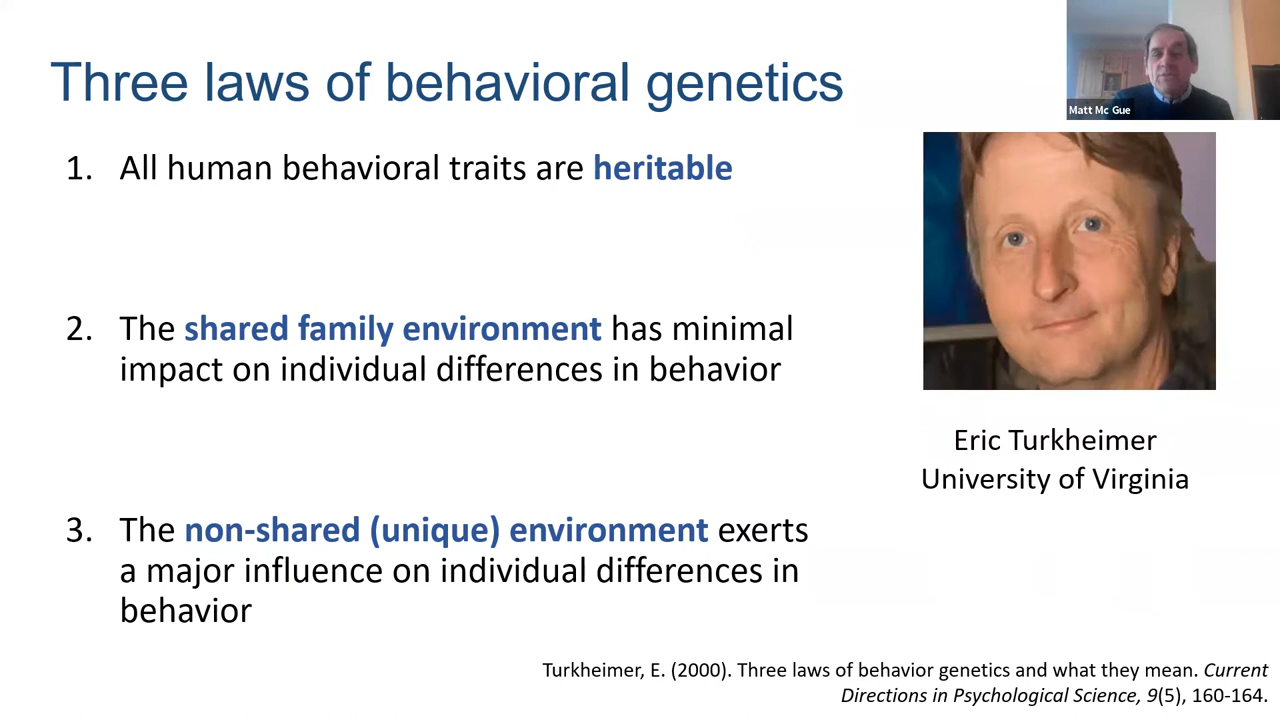 Three laws of behavioral genetics
Matt Mc Gue
1. All human behavioral traits are heritable
2. The shared family environment has minimal
impact on individual differences in behavior
Eric Turkheimer
University of Virginia
3. The non-shared (unique) environment exerts
a major influence on individual differences in
behavior
Turkheimer, E. (2000). Three laws of behavior genetics and what they mean. Current
Directions in Psychological Science, 9(5), 160-164.